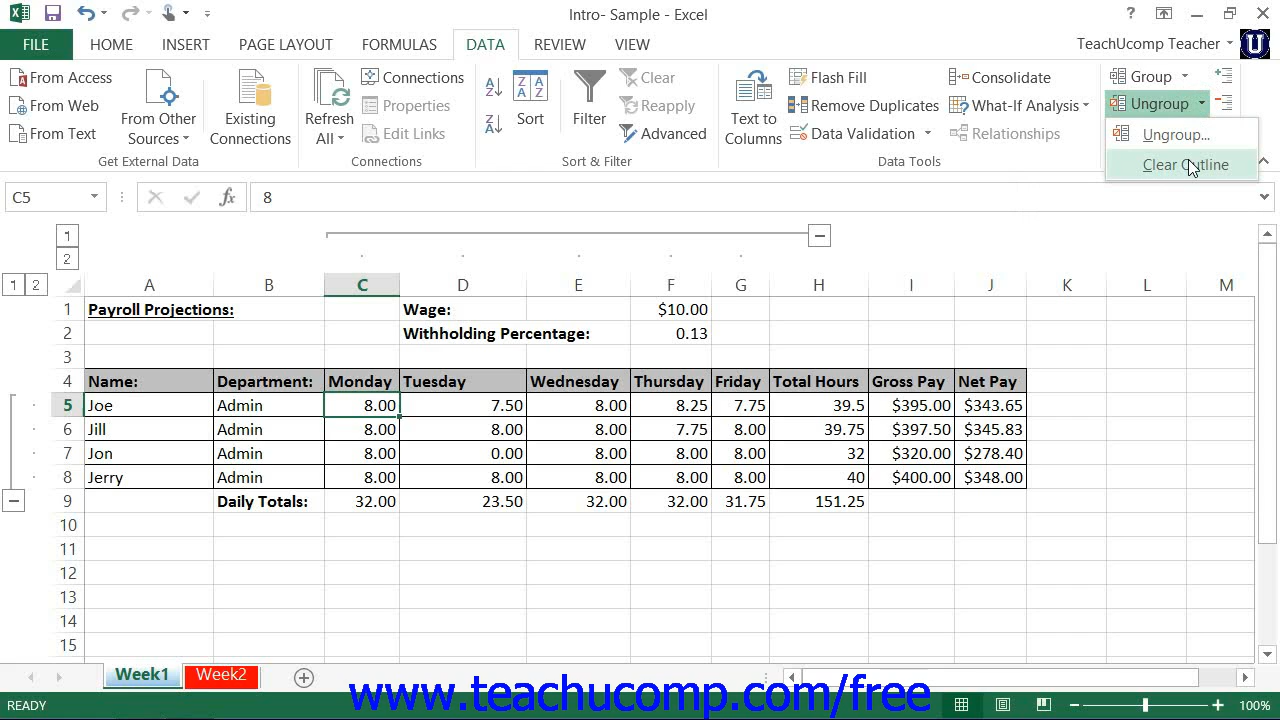 Intro- Sample - Excel
FILE HOME INSERT PAGE LAYOUT FORMULAS DATA REVIEW VIEW TeachUcomp Teacher U
From Access
From Web
From Text
From Other Sources
Existing Connections
Get External Data
Refresh All
Connections
Properties
Edit Links
Connections
Sort
Filter
Clear
Reapply
Advanced
Sort & Filter
Text to Columns
Flash Fill
Remove Duplicates
Data Validation
Consolidate
What-If Analysis
Relationships
Data Tools
Group
Ungroup
Ungroup...
Clear Outline
C5 8
1
2
1 2 A B C D E F G H I J K L M
1 Payroll Projections: Wage: $10.00
2 Withholding Percentage: 0.13
3
4 Name: Department: Monday Tuesday Wednesday Thursday Friday Total Hours Gross Pay Net Pay
5 Joe Admin 8.00 7.50 8.00 8.25 7.75 39.5 $395.00 $343.65
6 Jill Admin 8.00 8.00 8.00 7.75 8.00 39.75 $397.50 $345.83
7 Jon Admin 8.00 0.00 8.00 8.00 8.00 32 $320.00 $278.40
8 Jerry Admin 8.00 8.00 8.00 8.00 8.00 40 $400.00 $348.00
9 Daily Totals: 32.00 23.50 32.00 32.00 31.75 151.25
10
11
12
13
14
15
Week1 Week2
www.teachucomp.com/free
READY 100%